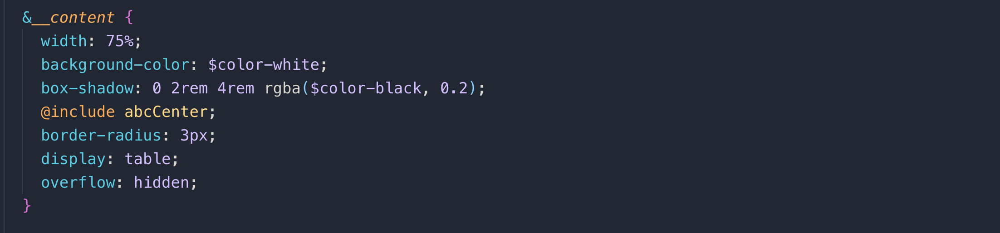 &__content {
width: 75%;
background-color: $color-white;
box-shadow: 0 2rem 4rem rgba($color-black, 0.2);
@include abcCenter;
border-radius: 3px;
display: table;
overflow: hidden;
}